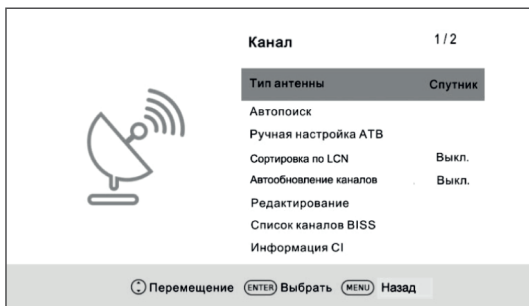 Канал 1/2
Тип антенны Спутник
Автопоиск
Ручная настройка АТВ
Сортировка по LCN Выкл.
Автообновление каналов Выкл.
Редактирование
Список каналов BISS
Информация CI
Перемещение ENTER Выбрать MENU Назад